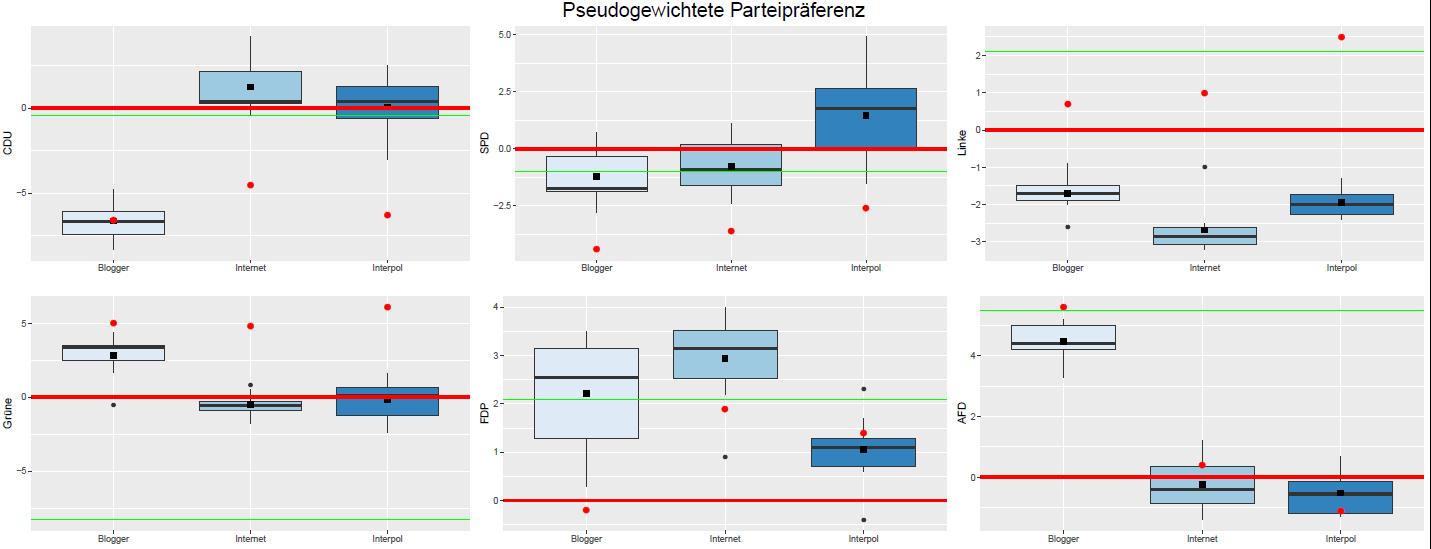 Pseudogewichtete Parteipräferenz
CDU
0
−5
Blogger
Internet
Interpol
SPD
5.0
2.5
0.0
−2.5
Blogger
Internet
Interpol
Linke
2
1
0
−1
−2
−3
Blogger
Internet
Interpol
Grüne
5
0
−5
Blogger
Internet
Interpol
FDP
4
3
2
1
0
Blogger
Internet
Interpol
AFD
4
2
0
Blogger
Internet
Interpol